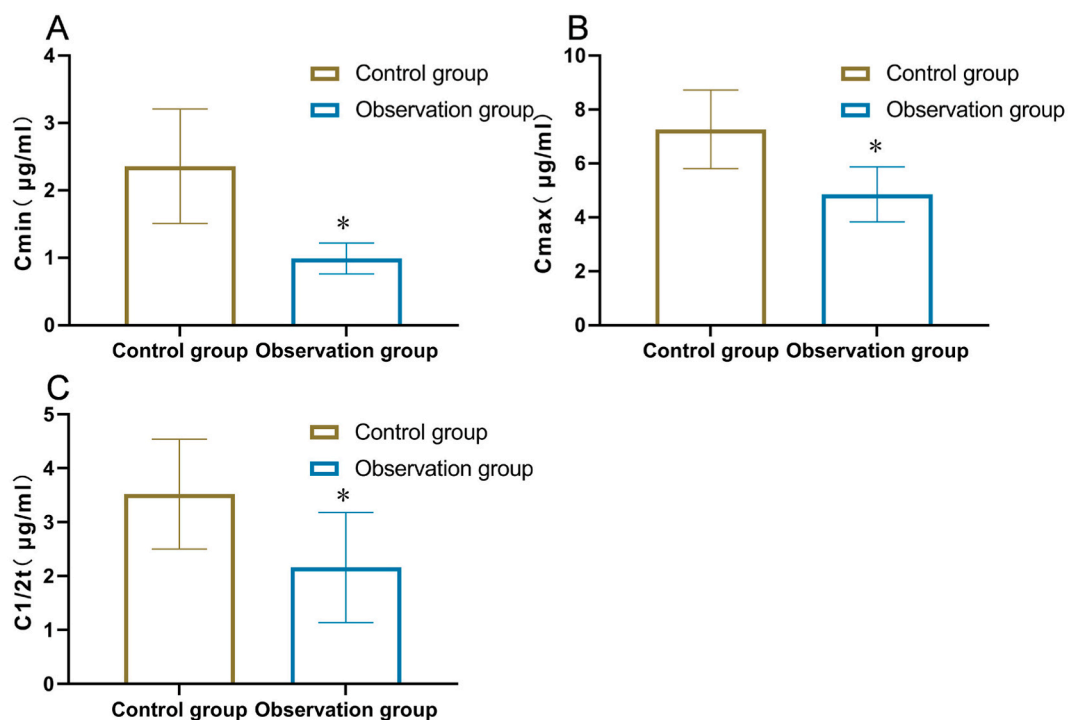 A
Cmin( μg/ml)
4
3
2
1
0
Control group
Observation group
*
Control group Observation group
B
Cmax( μg/ml)
10
8
6
4
2
0
Control group
Observation group
*
Control group Observation group
C
C1/2t( μg/ml)
5
4
3
2
1
0
Control group
Observation group
*
Control group Observation group